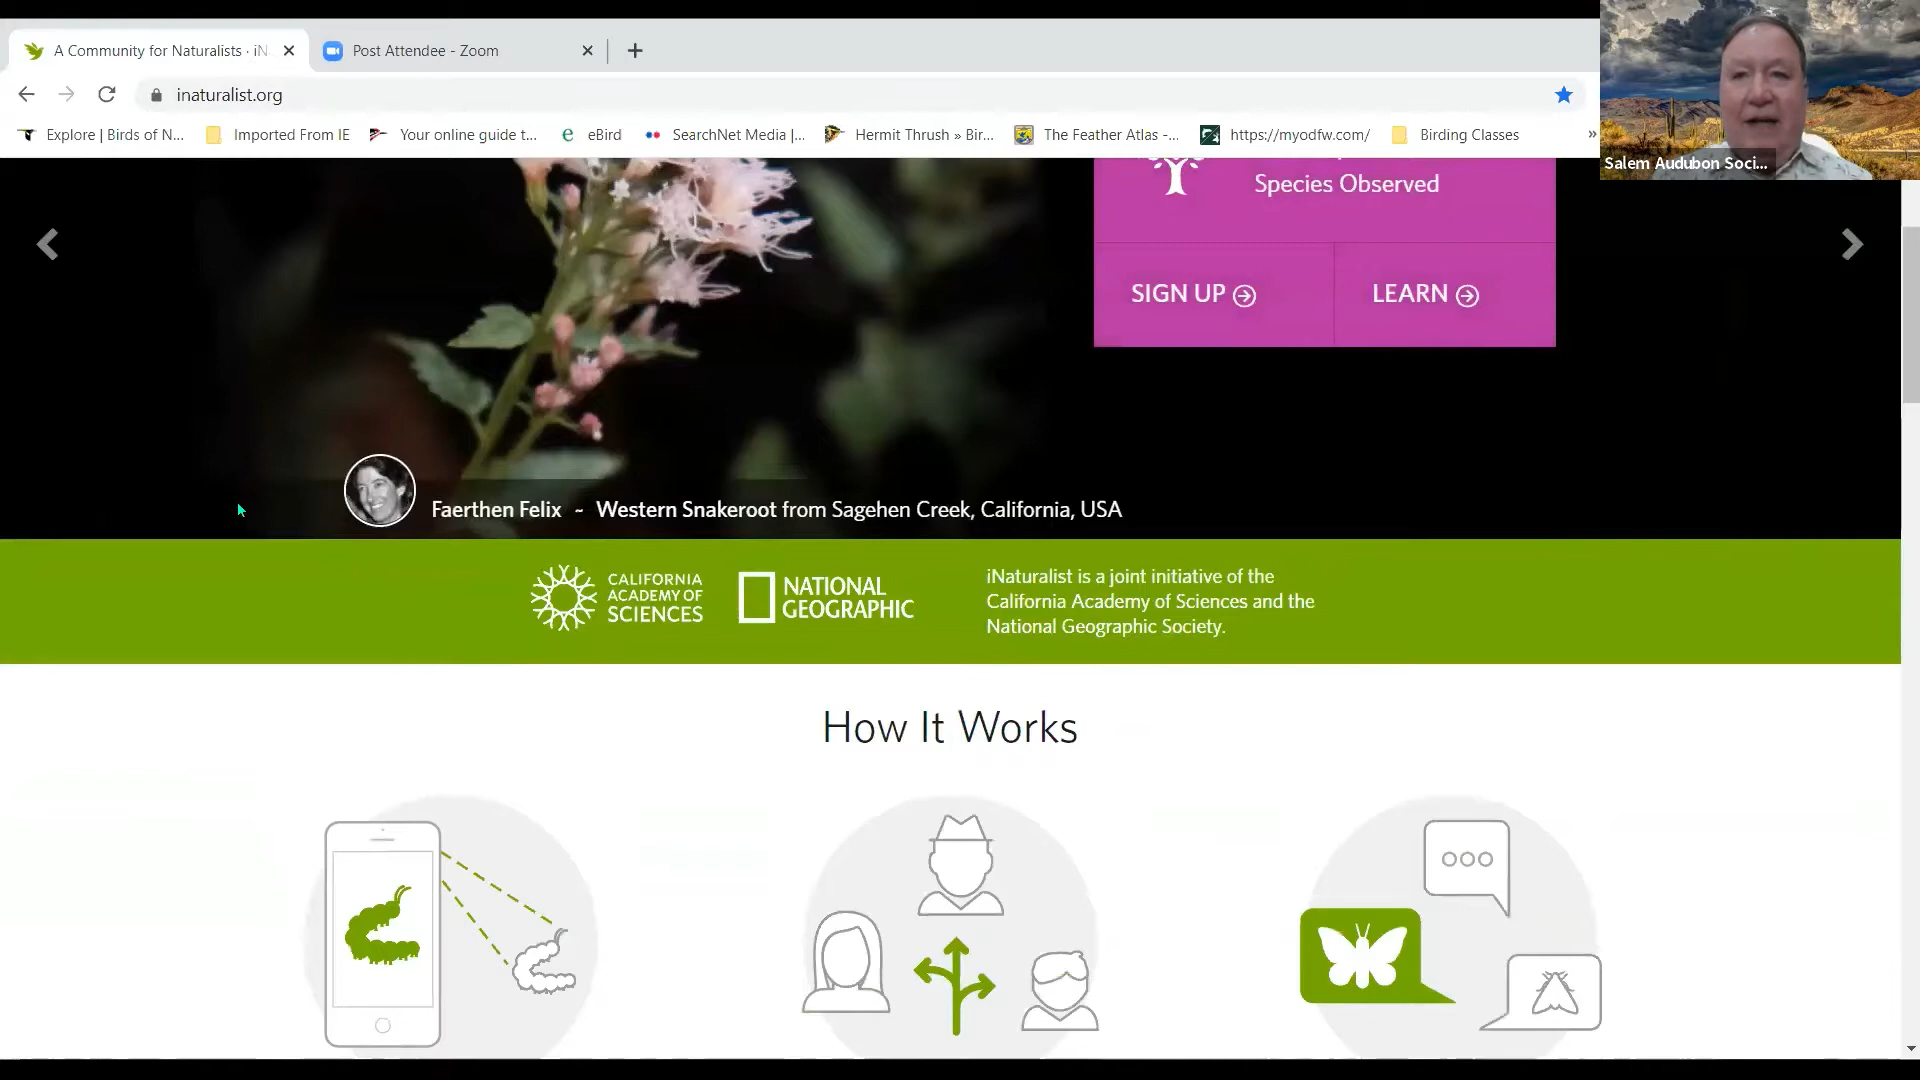 A Community for Naturalists · iN
Post Attendee - Zoom
inaturalist.org
Explore | Birds of N...
Imported From IE
Your online guide t...
eBird
SearchNet Media |...
Hermit Thrush » Bir...
The Feather Atlas -...
https://myodfw.com/
Birding Classes
»
Salem Audubon Soci...
Species Observed
SIGN UP
LEARN
Faerthen Felix ~ Western Snakeroot from Sagehen Creek, California, USA
CALIFORNIA
ACADEMY OF
SCIENCES
NATIONAL
GEOGRAPHIC
iNaturalist is a joint initiative of the
California Academy of Sciences and the
National Geographic Society.
How It Works